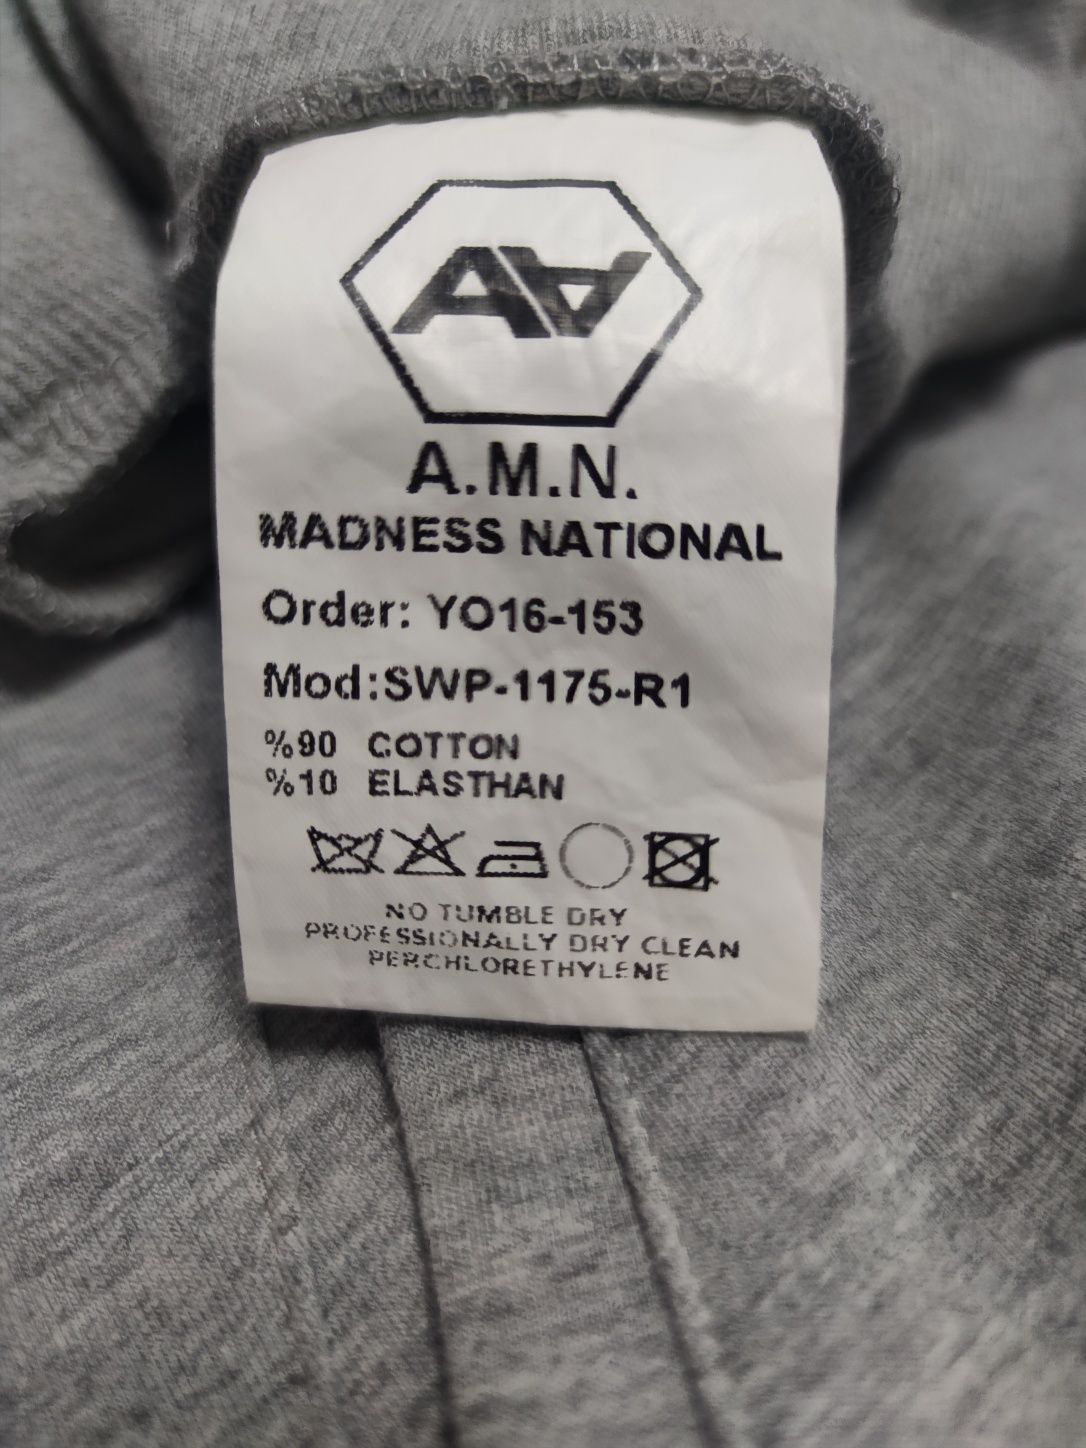 A.M.N.
MADNESS NATIONAL
Order: YO16-153
Mod:SWP-1175-R1
%90 COTTON
%10 ELASTHAN
NO TUMBLE DRY
PROFESSIONALLY DRY CLEAN
PERCHLORETHYLENE